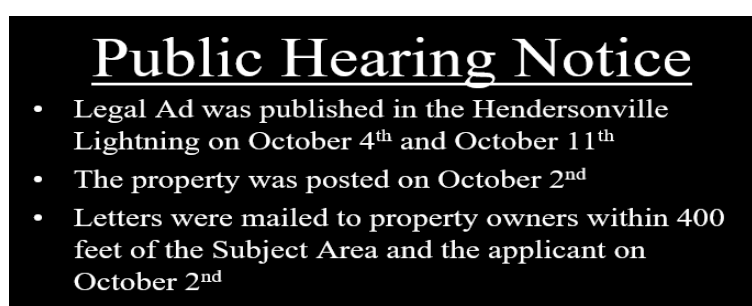 Public Hearing Notice
• Legal Ad was published in the Hendersonville
Lightning on October 4th and October 11th
• The property was posted on October 2nd
• Letters were mailed to property owners within 400
feet of the Subject Area and the applicant on
October 2nd